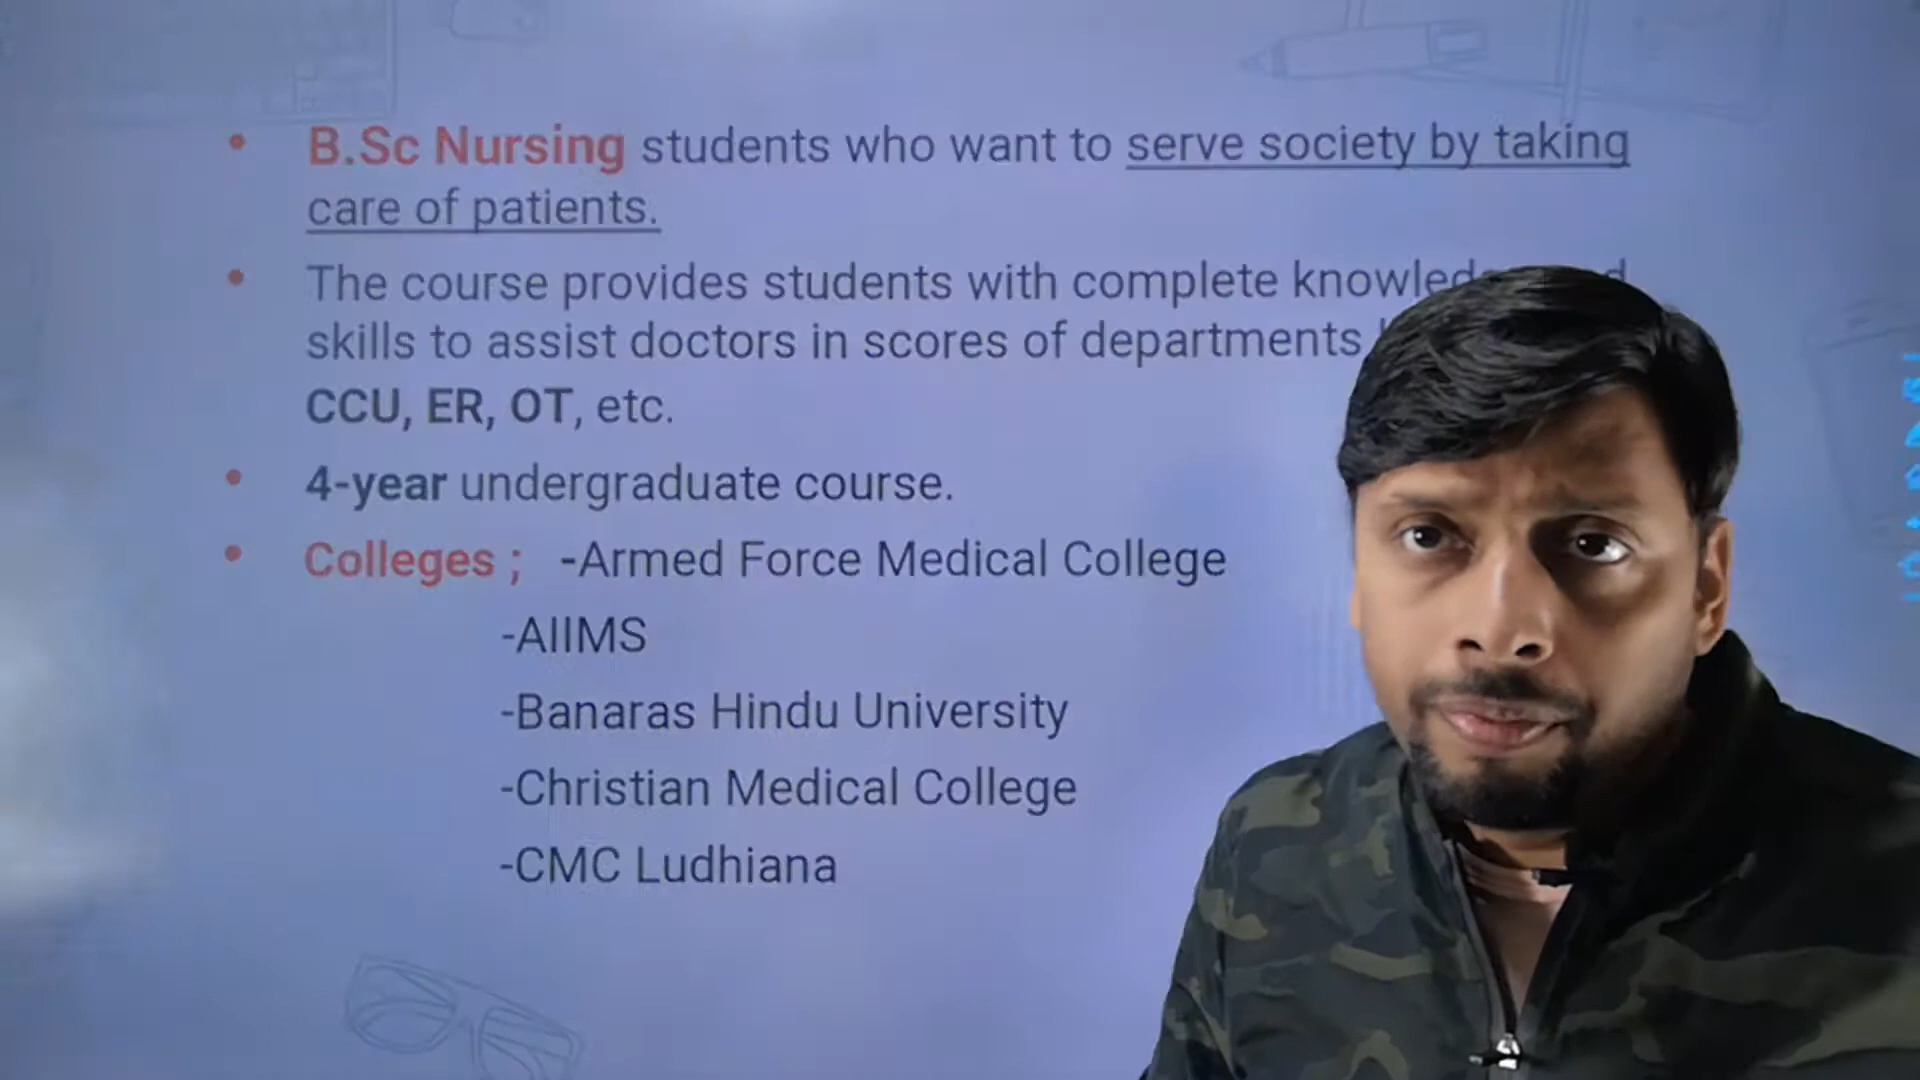 • B.Sc Nursing students who want to serve society by taking
care of patients.
• The course provides students with complete
skills to assist doctors in scores of departments
CCU, ER, OT, etc.
• 4-year undergraduate course.
• Colleges ; -Armed Force Medical College
-AIIMS
-Banaras Hindu University
-Christian Medical College
-CMC Ludhiana